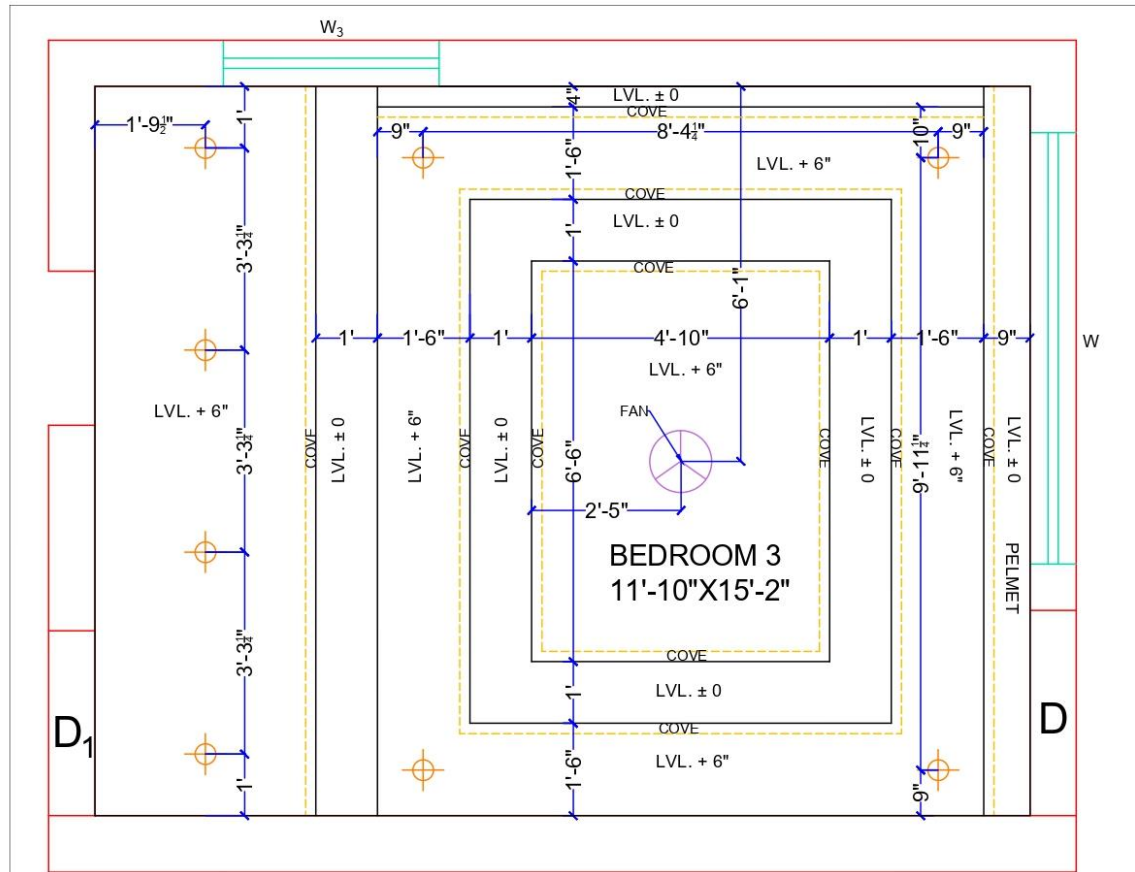 W₃
4"
LVL. ± 0
COVE
1'-9½"
1'
9"
8'-4¼"
9"
10"
1'-6"
LVL. + 6"
COVE
LVL. ± 0
1'
COVE
3'-3¼"
6'-1"
1'
1'-6"
1'
4'-10"
1'
1'-6"
9"
W
LVL. + 6"
LVL. + 6"
FAN
COVE
LVL. ± 0
LVL. + 6"
COVE
LVL. ± 0
COVE
6'-6"
COVE
LVL. ± 0
COVE
9'-11¼"
LVL. + 6"
COVE
LVL. ± 0
3'-3¼"
2'-5"
BEDROOM 3
11'-10"X15'-2"
PELMET
3'-3¼"
COVE
1'
LVL. ± 0
D₁
D
COVE
LVL. + 6"
1'
1'-6"
9"